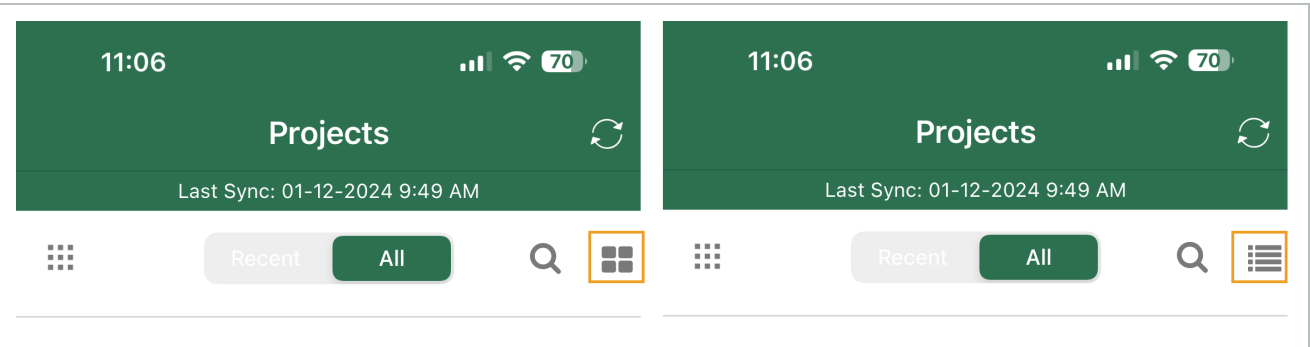 11:06
70
Projects
Last Sync: 01-12-2024 9:49 AM
Recent
All
11:06
70
Projects
Last Sync: 01-12-2024 9:49 AM
Recent
All